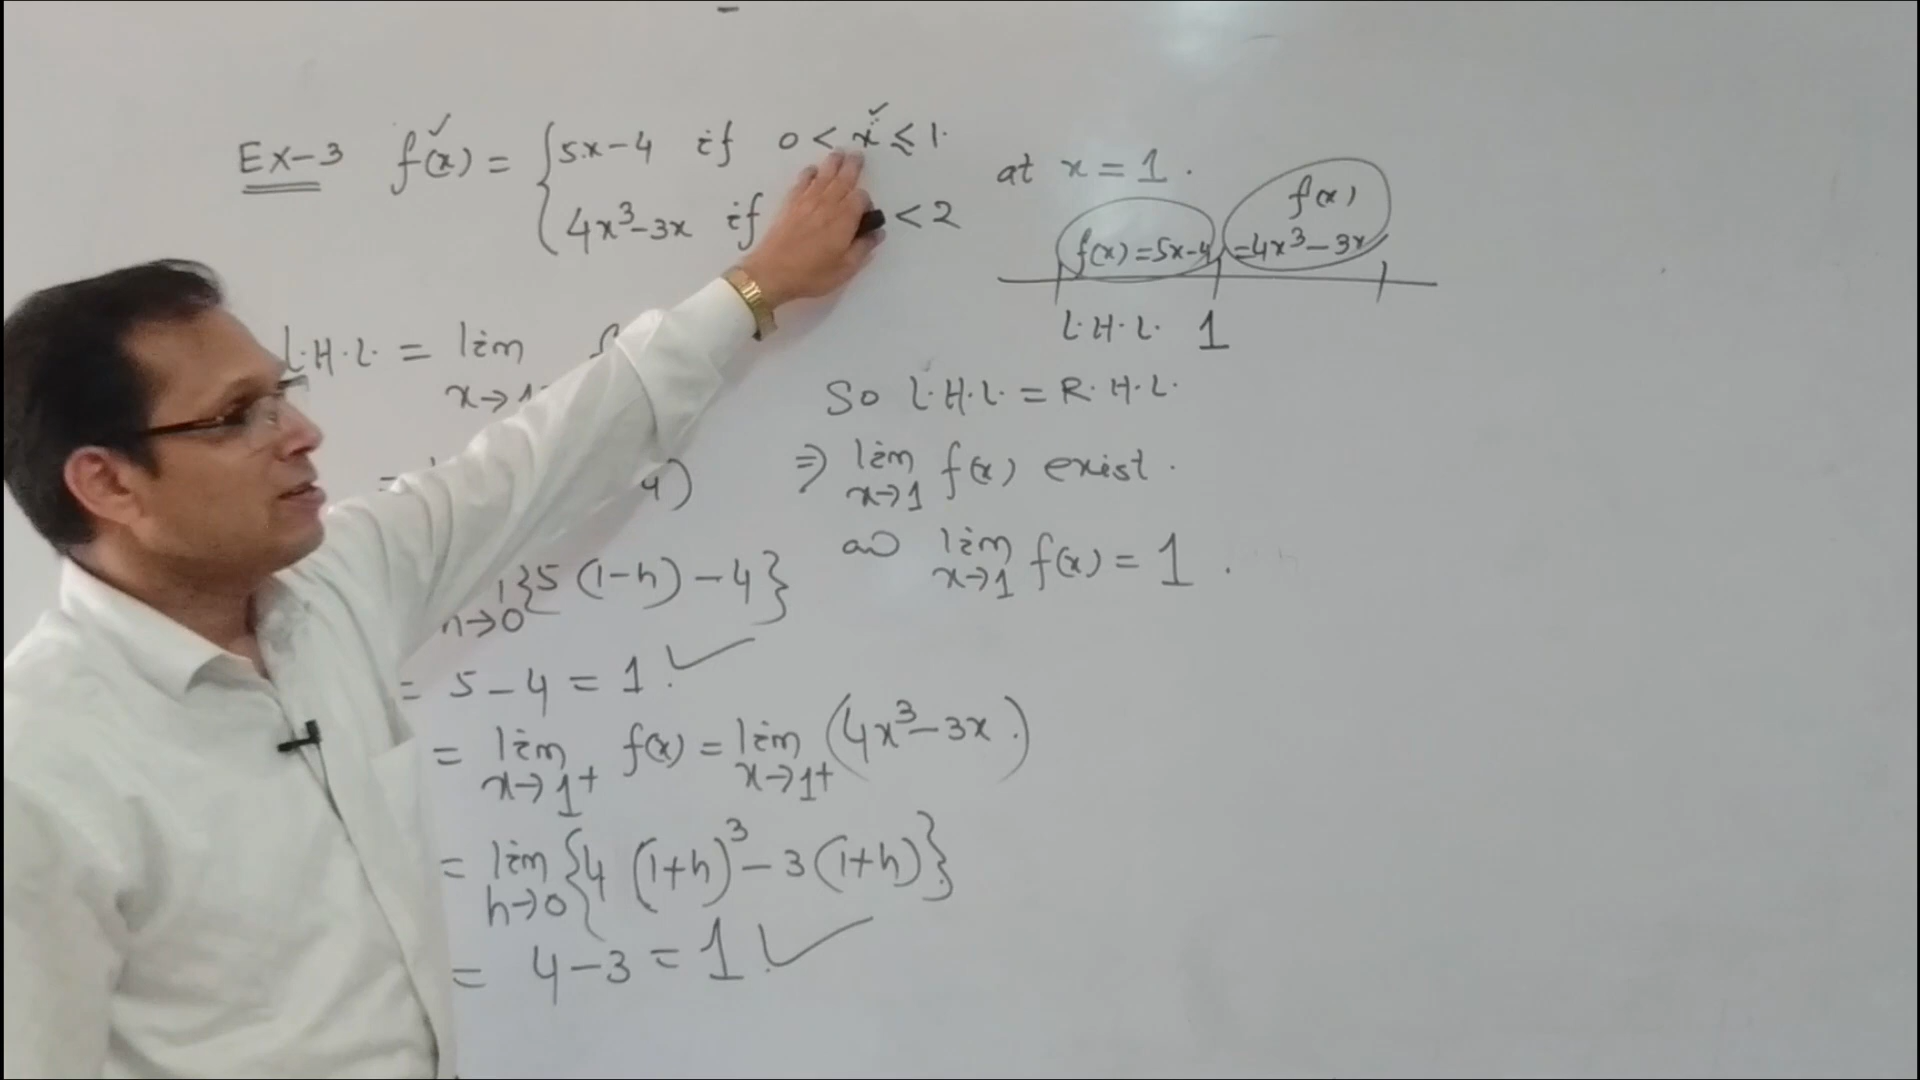 Ex-3 f(x) = { 5x-4 if 0 < x ≤ 1.
4x³-3x if < 2
at x = 1.
f(x)
f(x)=5x-4 =4x³-3x
L.H.L. 1
L.H.L. = lim
x→1
4)
{5(1-h)-4}
h→0
= 5-4 = 1.
= lim f(x) = lim (4x³-3x.)
x→1+ x→1+
= lim {4(1+h)³-3(1+h)}
h→0
= 4-3 = 1.
So L.H.L. = R.H.L.
⇒ lim f(x) exist.
x→1
lim f(x) = 1.
x→1